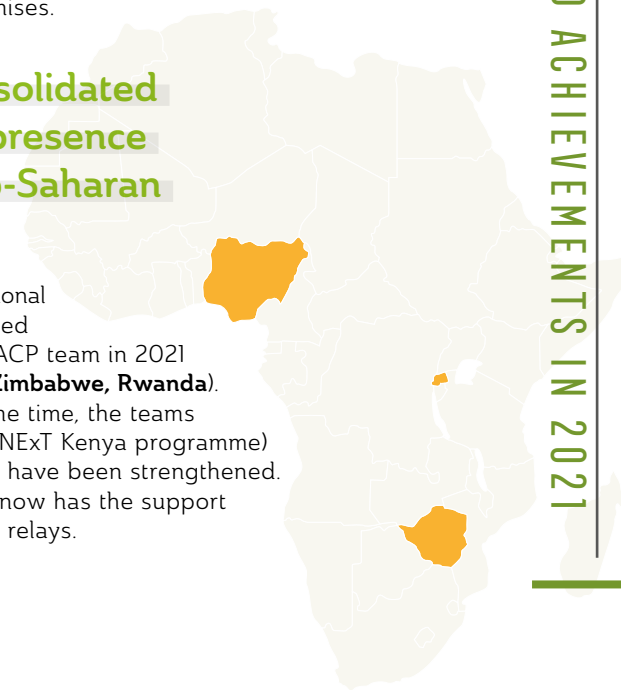 nises.
solidated
presence
-Saharan
onal
ed
ACP team in 2021
Zimbabwe, Rwanda).
ne time, the teams
NExT Kenya programme)
have been strengthened.
now has the support
relays.
ACHIEVEMENTS IN 2021